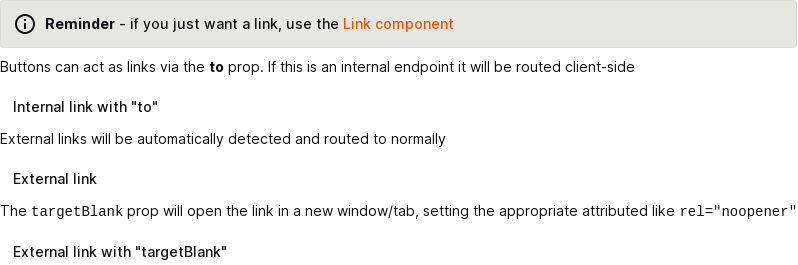 Reminder - if you just want a link, use the Link component
Buttons can act as links via the to prop. If this is an internal endpoint it will be routed client-side
Internal link with "to"
External links will be automatically detected and routed to normally
External link
The targetBlank prop will open the link in a new window/tab, setting the appropriate attributed like rel="noopener"
External link with "targetBlank"